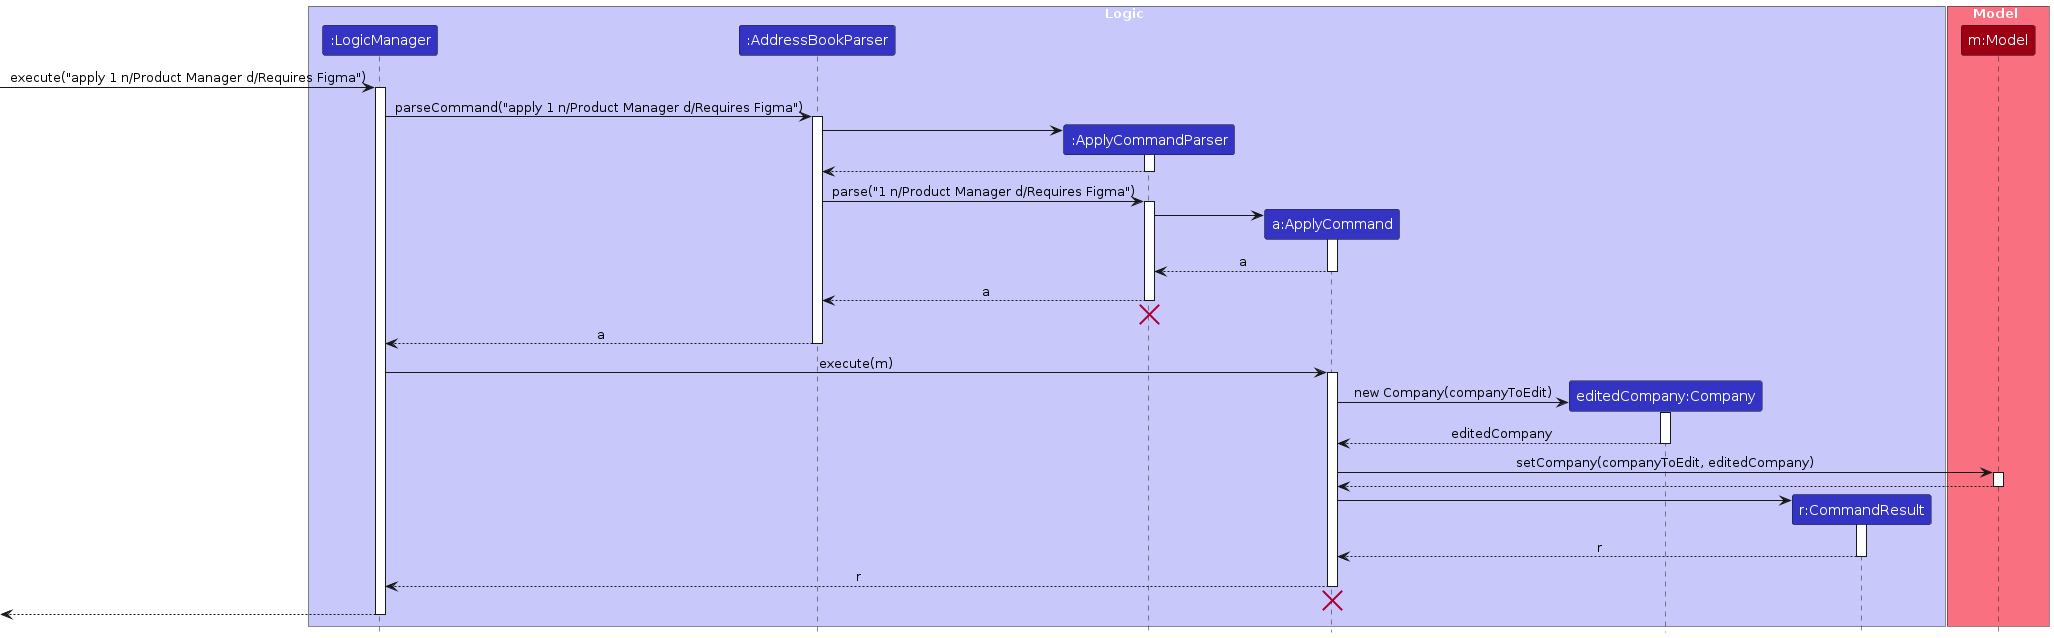 Logic
Model
:LogicManager
:AddressBookParser
m:Model
execute("apply 1 n/Product Manager d/Requires Figma")
parseCommand("apply 1 n/Product Manager d/Requires Figma")
:ApplyCommandParser
parse("1 n/Product Manager d/Requires Figma")
a:ApplyCommand
a
a
a
execute(m)
new Company(companyToEdit)
editedCompany:Company
editedCompany
setCompany(companyToEdit, editedCompany)
r:CommandResult
r
r